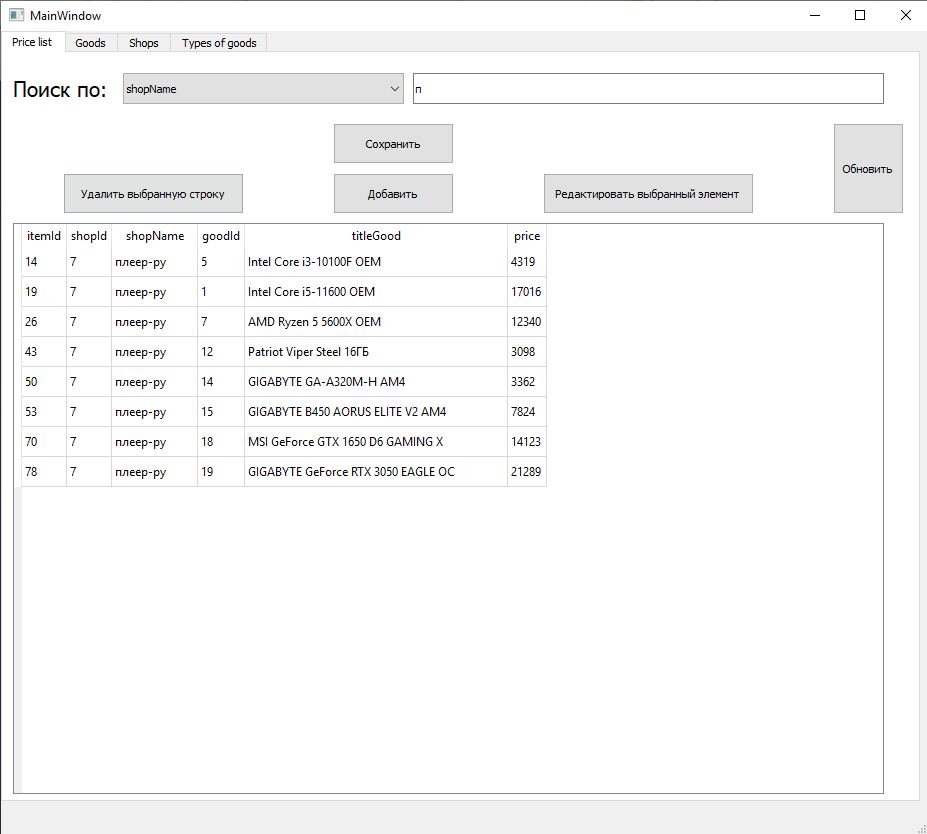 MainWindow
Price list Goods Shops Types of goods
Поиск по: shopName п
Сохранить
Обновить
Удалить выбранную строку Добавить Редактировать выбранный элемент
itemId shopId shopName goodId titleGood price
14 7 плеер-ру 5 Intel Core i3-10100F OEM 4319
19 7 плеер-ру 1 Intel Core i5-11600 OEM 17016
26 7 плеер-ру 7 AMD Ryzen 5 5600X OEM 12340
43 7 плеер-ру 12 Patriot Viper Steel 16ГБ 3098
50 7 плеер-ру 14 GIGABYTE GA-A320M-H AM4 3362
53 7 плеер-ру 15 GIGABYTE B450 AORUS ELITE V2 AM4 7824
70 7 плеер-ру 18 MSI GeForce GTX 1650 D6 GAMING X 14123
78 7 плеер-ру 19 GIGABYTE GeForce RTX 3050 EAGLE OC 21289